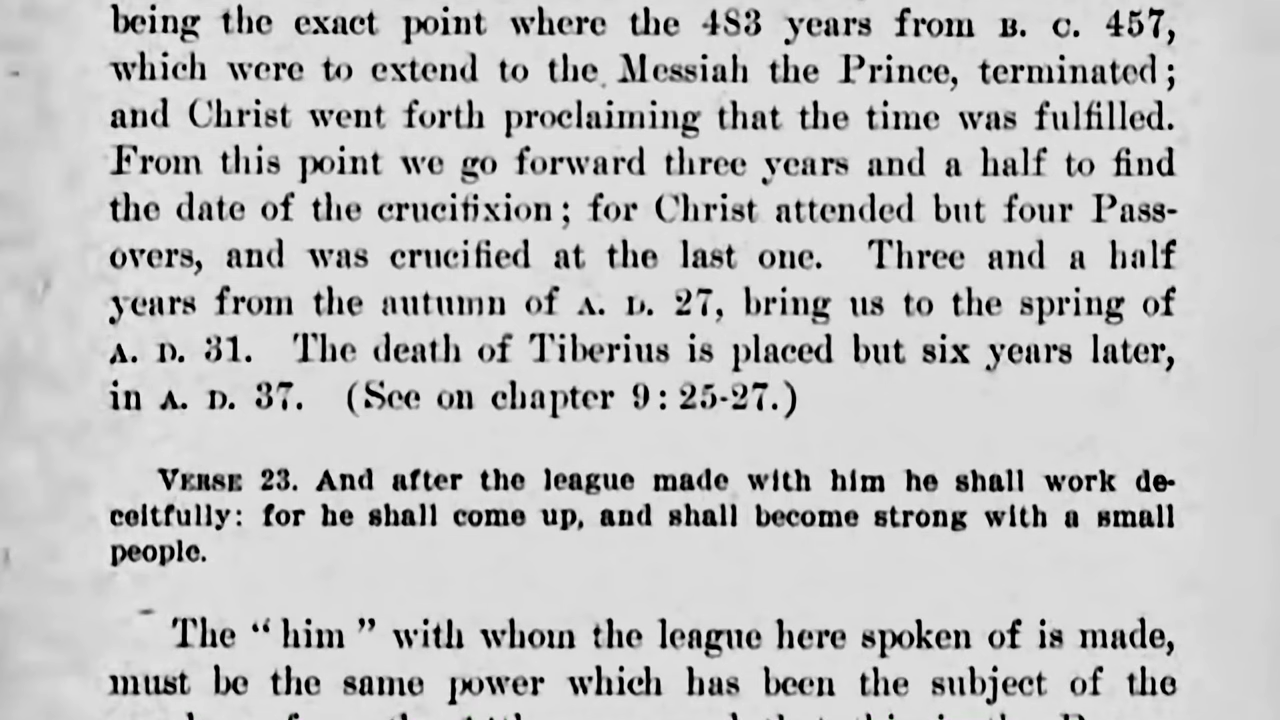 being the exact point where the 483 years from B. C. 457,
which were to extend to the Messiah the Prince, terminated;
and Christ went forth proclaiming that the time was fulfilled.
From this point we go forward three years and a half to find
the date of the crucifixion; for Christ attended but four Pass-
overs, and was crucified at the last one. Three and a half
years from the autumn of A. D. 27, bring us to the spring of
A. D. 31. The death of Tiberius is placed but six years later,
in A. D. 37. (See on chapter 9: 25-27.)
VERSE 23. And after the league made with him he shall work de-
ceitfully: for he shall come up, and shall become strong with a small
people.
The "him" with whom the league here spoken of is made,
must be the same power which has been the subject of the